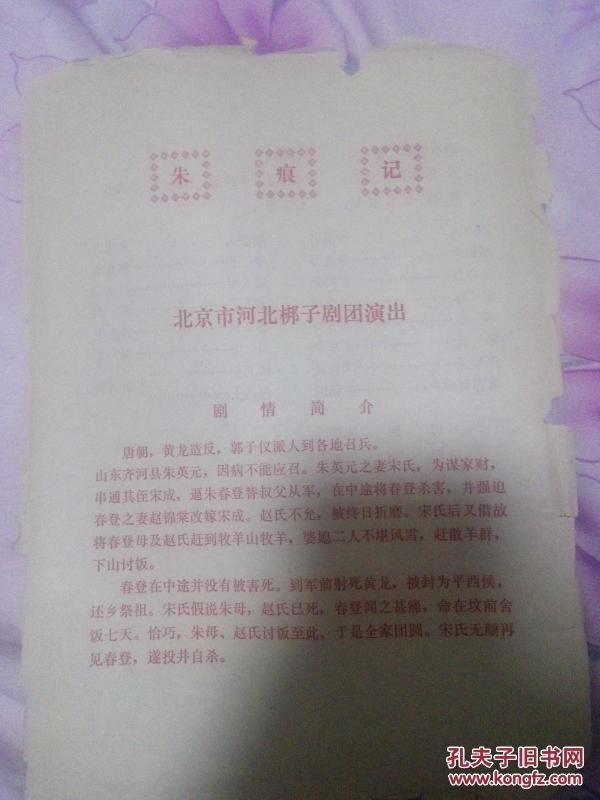 朱 痕 记
北京市河北梆子剧团演出
剧 情 简 介
唐朝，黄龙造反，郭子仪派人到各地召兵。
山东齐河县朱英元，因病不能应召。朱英元之妻宋氏，为谋家财，
串通其侄宋成，逼朱春登替叔父从军，在中途将春登杀害，并强迫
春登之妻赵锦棠改嫁宋成。赵氏不允，被终日折磨。宋氏后又借故
将春登母及赵氏赶到牧羊山牧羊，婆媳二人不堪风雪，赶散羊群，
下山讨饭。
春登在中途并没有被害死。到军前射死黄龙，被封为平西侯，
还乡祭祖。宋氏假说朱母，赵氏已死，春登闻之甚痛，命在坟前舍
饭七天。恰巧，朱母、赵氏讨饭至此，于是全家团圆。宋氏无颜再
见春登，遂投井自杀。
孔夫子旧书网
www.kongfz.com